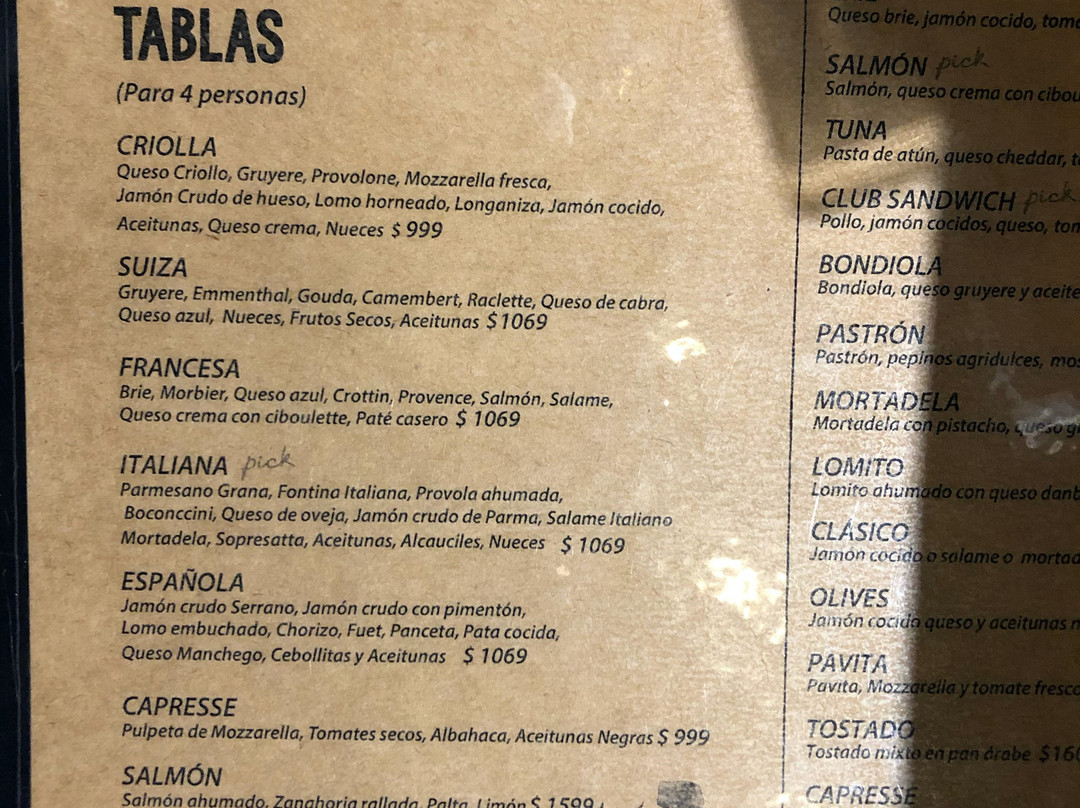 TABLAS
(Para 4 personas)
CRIOLLA
Queso Criollo, Gruyere, Provolone, Mozzarella fresca,
Jamón Crudo de hueso, Lomo horneado, Longaniza, Jamón cocido,
Aceitunas, Queso crema, Nueces $ 999
SUIZA
Gruyere, Emmenthal, Gouda, Camembert, Raclette, Queso de cabra,
Queso azul, Nueces, Frutos Secos, Aceitunas $1069
FRANCESA
Brie, Morbier, Queso azul, Crottin, Provence, Salmón, Salame,
Queso crema con ciboulette, Paté casero $ 1069
ITALIANA pick
Parmesano Grana, Fontina Italiana, Provola ahumada,
Boconccini, Queso de oveja, Jamón crudo de Parma, Salame Italiano
Mortadela, Sopresatta, Aceitunas, Alcauciles, Nueces $ 1069
ESPAÑOLA
Jamón crudo Serrano, Jamón crudo con pimentón,
Lomo embuchado, Chorizo, Fuet, Panceta, Pata cocida,
Queso Manchego, Cebollitas y Aceitunas $ 1069
CAPRESSE
Pulpeta de Mozzarella, Tomates secos, Albahaca, Aceitunas Negras $ 999
SALMÓN
Salmón ahumado, Zanahoria rallada, Palta, Limón $ 1599
Queso brie, jamón cocido,
SALMÓN pick
Salmón, queso crema con
TUNA
Pasta de atún, queso cheddar,
CLUB SANDWICH pick
Pollo, jamón cocidos, queso,
BONDIOLA
Bondiola, queso gruyere y
PASTRÓN
Pastrón, pepinos agridulces,
MORTADELA
Mortadela con pistacho, queso
LOMITO
Lomito ahumado con queso
CLÁSICO
Jamón cocido o salame o
OLIVES
Jamón cocido queso y aceitunas
PAVITA
Pavita, Mozzarella y tomate fresco
TOSTADO
Tostado mixto en pan árabe
CAPRESSE